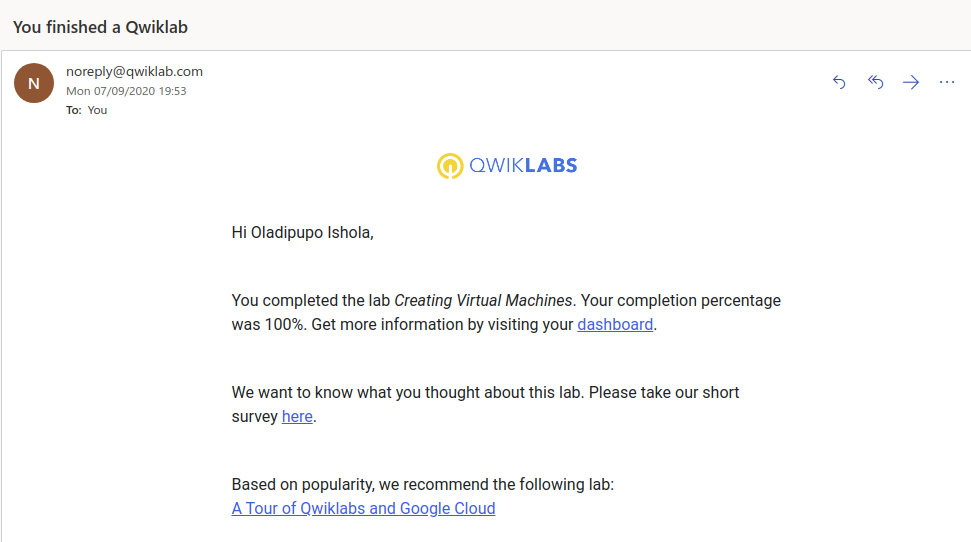 You finished a Qwiklab
N
noreply@qwiklab.com
Mon 07/09/2020 19:53
To: You
QWIKLABS
Hi Oladipupo Ishola,
You completed the lab Creating Virtual Machines. Your completion percentage
was 100%. Get more information by visiting your dashboard.
We want to know what you thought about this lab. Please take our short
survey here.
Based on popularity, we recommend the following lab:
A Tour of Qwiklabs and Google Cloud